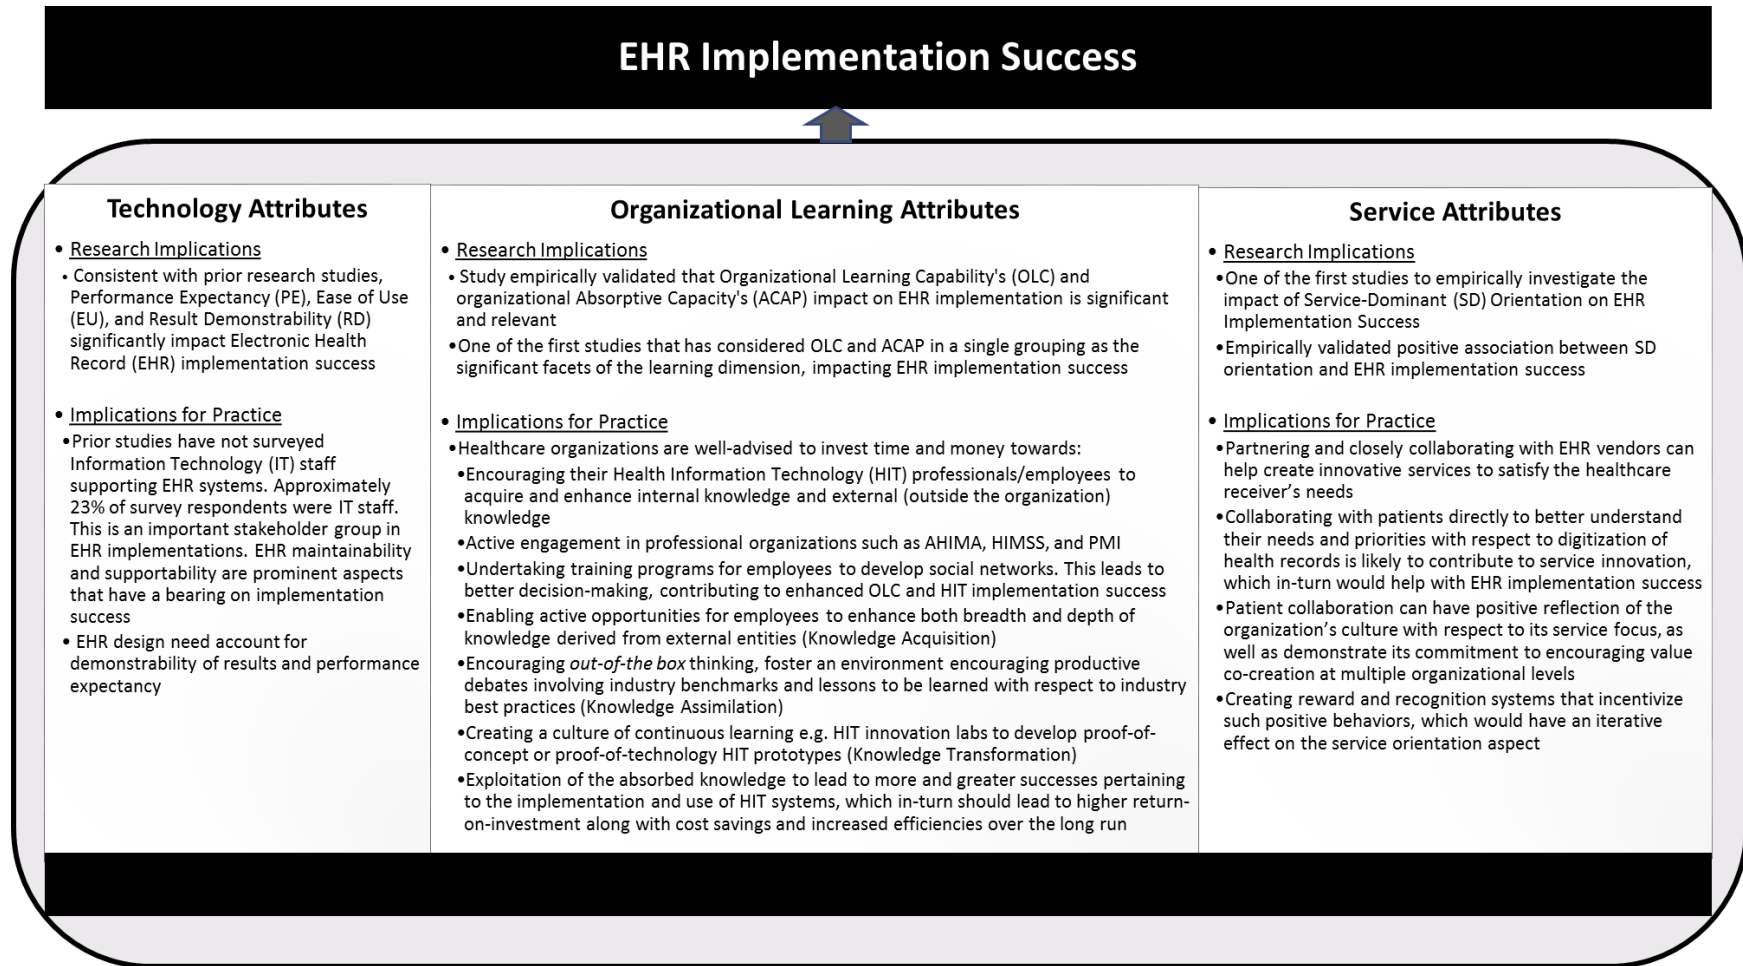 EHR Implementation Success
Technology Attributes
• Research Implications
• Consistent with prior research studies,
Performance Expectancy (PE), Ease of Use
(EU), and Result Demonstrability (RD)
significantly impact Electronic Health
Record (EHR) implementation success
• Implications for Practice
•Prior studies have not surveyed
Information Technology (IT) staff
supporting EHR systems. Approximately
23% of survey respondents were IT staff.
This is an important stakeholder group in
EHR implementations. EHR maintainability
and supportability are prominent aspects
that have a bearing on implementation
success
• EHR design need account for
demonstrability of results and performance
expectancy
Organizational Learning Attributes
• Research Implications
• Study empirically validated that Organizational Learning Capability's (OLC) and
organizational Absorptive Capacity's (ACAP) impact on EHR implementation is significant
and relevant
•One of the first studies that has considered OLC and ACAP in a single grouping as the
significant facets of the learning dimension, impacting EHR implementation success
• Implications for Practice
•Healthcare organizations are well-advised to invest time and money towards:
•Encouraging their Health Information Technology (HIT) professionals/employees to
acquire and enhance internal knowledge and external (outside the organization)
knowledge
•Active engagement in professional organizations such as AHIMA, HIMSS, and PMI
•Undertaking training programs for employees to develop social networks. This leads to
better decision-making, contributing to enhanced OLC and HIT implementation success
•Enabling active opportunities for employees to enhance both breadth and depth of
knowledge derived from external entities (Knowledge Acquisition)
•Encouraging out-of-the box thinking, foster an environment encouraging productive
debates involving industry benchmarks and lessons to be learned with respect to industry
best practices (Knowledge Assimilation)
•Creating a culture of continuous learning e.g. HIT innovation labs to develop proof-of-
concept or proof-of-technology HIT prototypes (Knowledge Transformation)
•Exploitation of the absorbed knowledge to lead to more and greater successes pertaining
to the implementation and use of HIT systems, which in-turn should lead to higher return-
on-investment along with cost savings and increased efficiencies over the long run
Service Attributes
• Research Implications
•One of the first studies to empirically investigate the
impact of Service-Dominant (SD) Orientation on EHR
Implementation Success
•Empirically validated positive association between SD
orientation and EHR implementation success
• Implications for Practice
•Partnering and closely collaborating with EHR vendors can
help create innovative services to satisfy the healthcare
receiver’s needs
•Collaborating with patients directly to better understand
their needs and priorities with respect to digitization of
health records is likely to contribute to service innovation,
which in-turn would help with EHR implementation success
•Patient collaboration can have positive reflection of the
organization’s culture with respect to its service focus, as
well as demonstrate its commitment to encouraging value
co-creation at multiple organizational levels
•Creating reward and recognition systems that incentivize
such positive behaviors, which would have an iterative
effect on the service orientation aspect